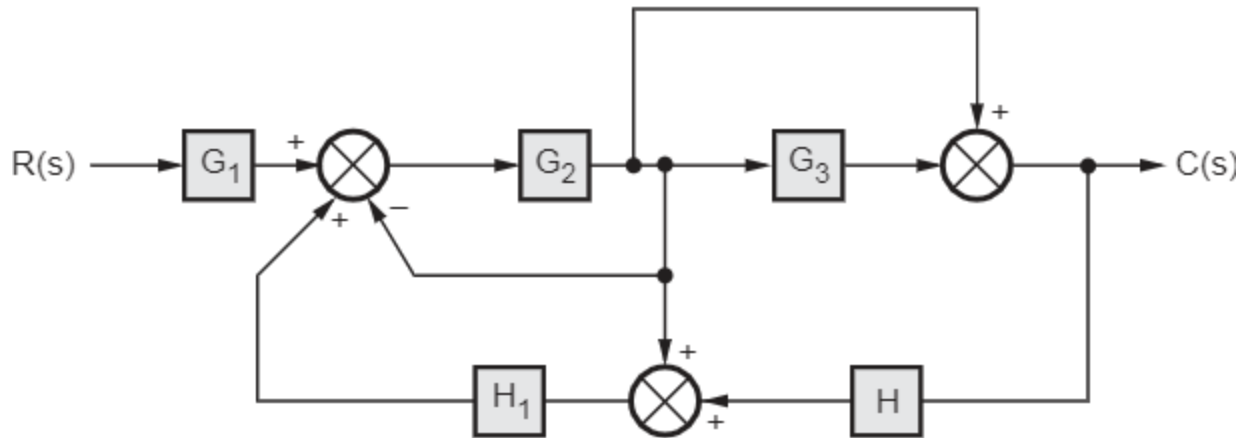 +
R(s) G₁ + G₂ G₃ C(s)
+ −
+
H₁ + H